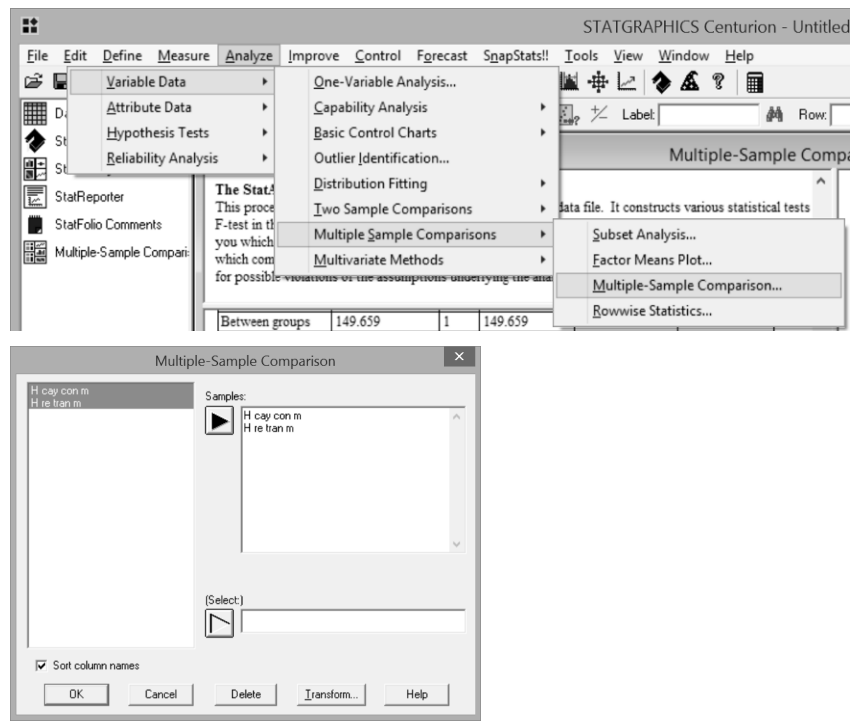 STATGRAPHICS Centurion - Untitled
File Edit Define Measure Analyze Improve Control Forecast SnapStats!! Tools View Window Help
Variable Data
Attribute Data
Hypothesis Tests
Reliability Analysis
One-Variable Analysis...
Capability Analysis
Basic Control Charts
Outlier Identification...
Distribution Fitting
Two Sample Comparisons
Multiple Sample Comparisons
Multivariate Methods
Subset Analysis...
Factor Means Plot...
Multiple-Sample Comparison...
Rowwise Statistics...
Label: Row:
Multiple-Sample Compa
Da
St
St
StatReporter
StatFolio Comments
Multiple-Sample Compari
The StatA
This proce data file. It constructs various statistical tests
F-test in th
you which
which com
for possible violations of the assumptions underlying the ana
Between groups 149.659 1 149.659
Multiple-Sample Comparison
H cay con m
H re tran m
Samples:
H cay con m
H re tran m
(Select:)
Sort column names
OK Cancel Delete Transform... Help